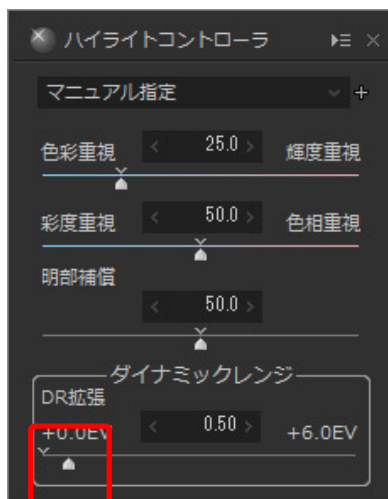 ハイライトコントローラ
マニュアル指定
色彩重視 25.0 輝度重視
彩度重視 50.0 色相重視
明部補償
50.0
ダイナミックレンジ
DR拡張
+0.0EV 0.50 +6.0EV